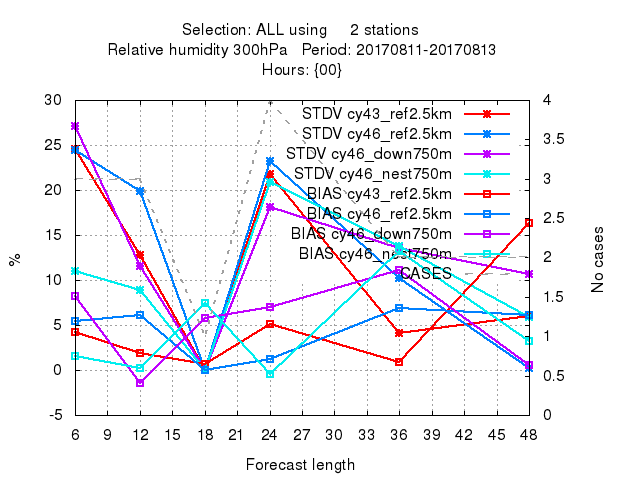 Selection: ALL using 2 stations
Relative humidity 300hPa Period: 20170811-20170813
Hours: {00}
30 4
STDV cy43_ref2.5km
STDV cy46_ref2.5km
25 3.5
STDV cy46_down750m
STDV cy46_nest750m
3
20 BIAS cy43_ref2.5km
BIAS cy46_ref2.5km
2.5
15 BIAS cy46_down750m
BIAS cy46_nest750m
2
CASES
10
1.5
5
1
0
0.5
-5 0
% No cases
6 9 12 15 18 21 24 27 30 33 36 39 42 45 48
Forecast length